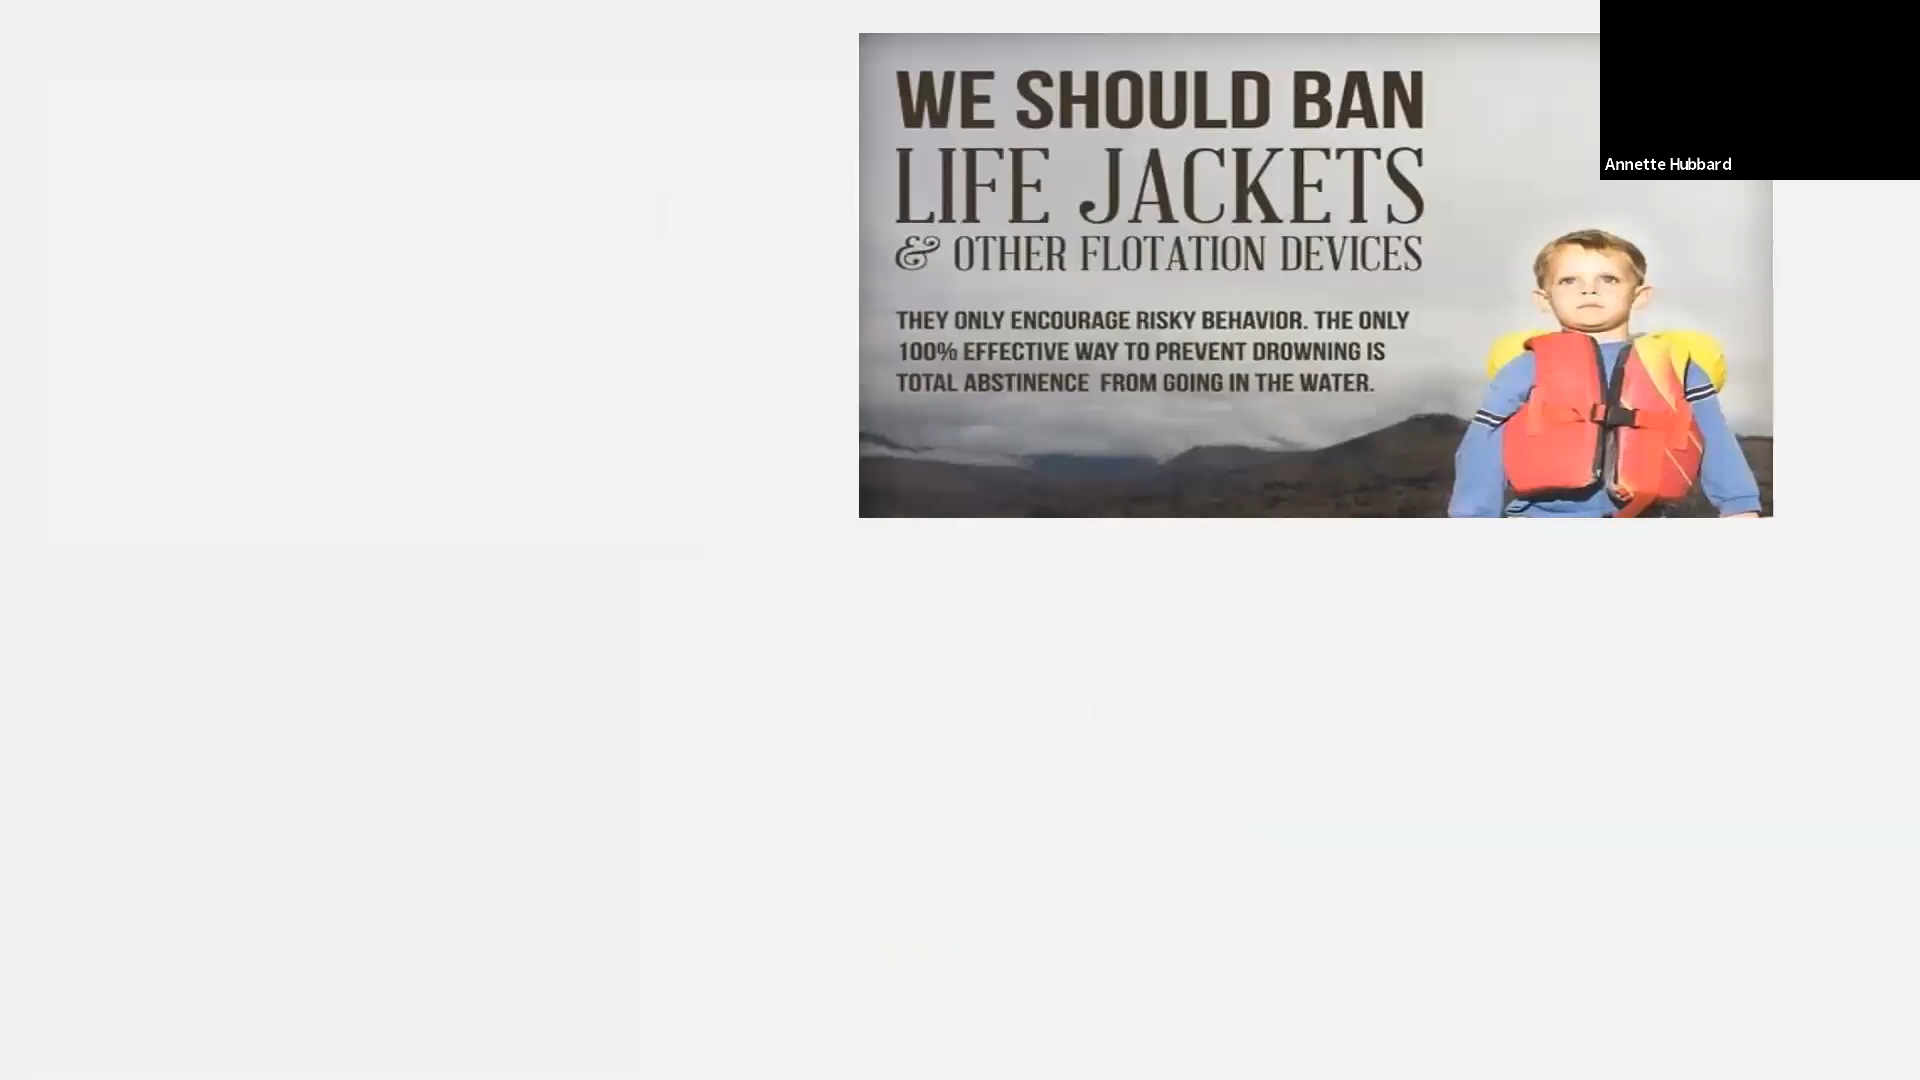 WE SHOULD BAN
LIFE JACKETS
& OTHER FLOTATION DEVICES
THEY ONLY ENCOURAGE RISKY BEHAVIOR. THE ONLY
100% EFFECTIVE WAY TO PREVENT DROWNING IS
TOTAL ABSTINENCE FROM GOING IN THE WATER.
Annette Hubbard